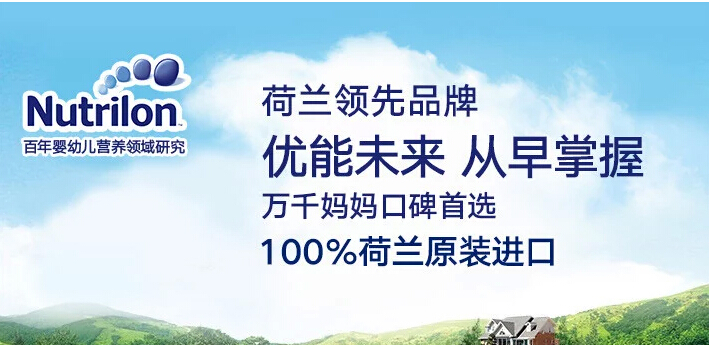 Nutrilon
百年婴幼儿营养领域研究
荷兰领先品牌
优能未来 从早掌握
万千妈妈口碑首选
100%荷兰原装进口